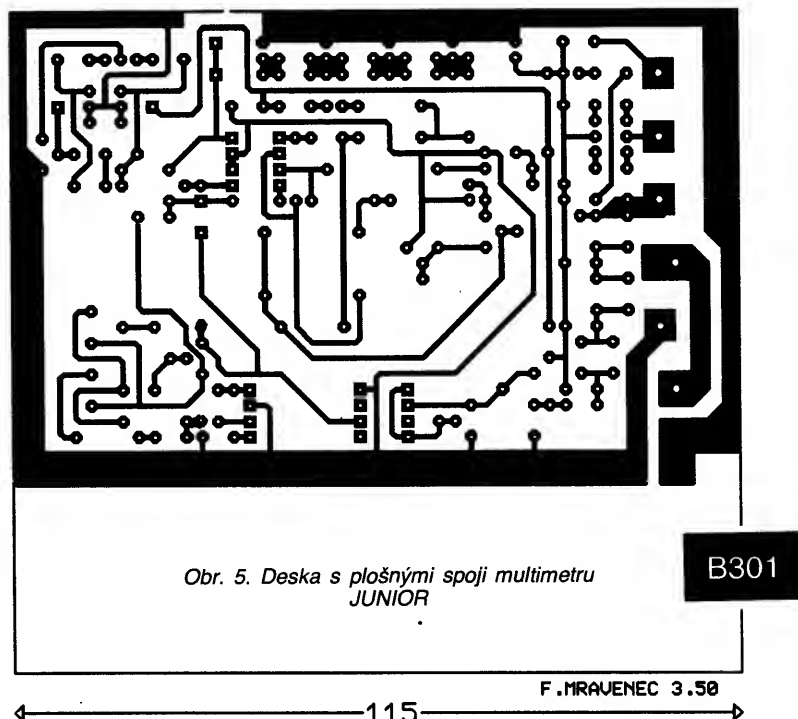 Obr. 5. Deska s plošnými spoji multimetru
JUNIOR
B301
F.MRAVENEC 3.50
115